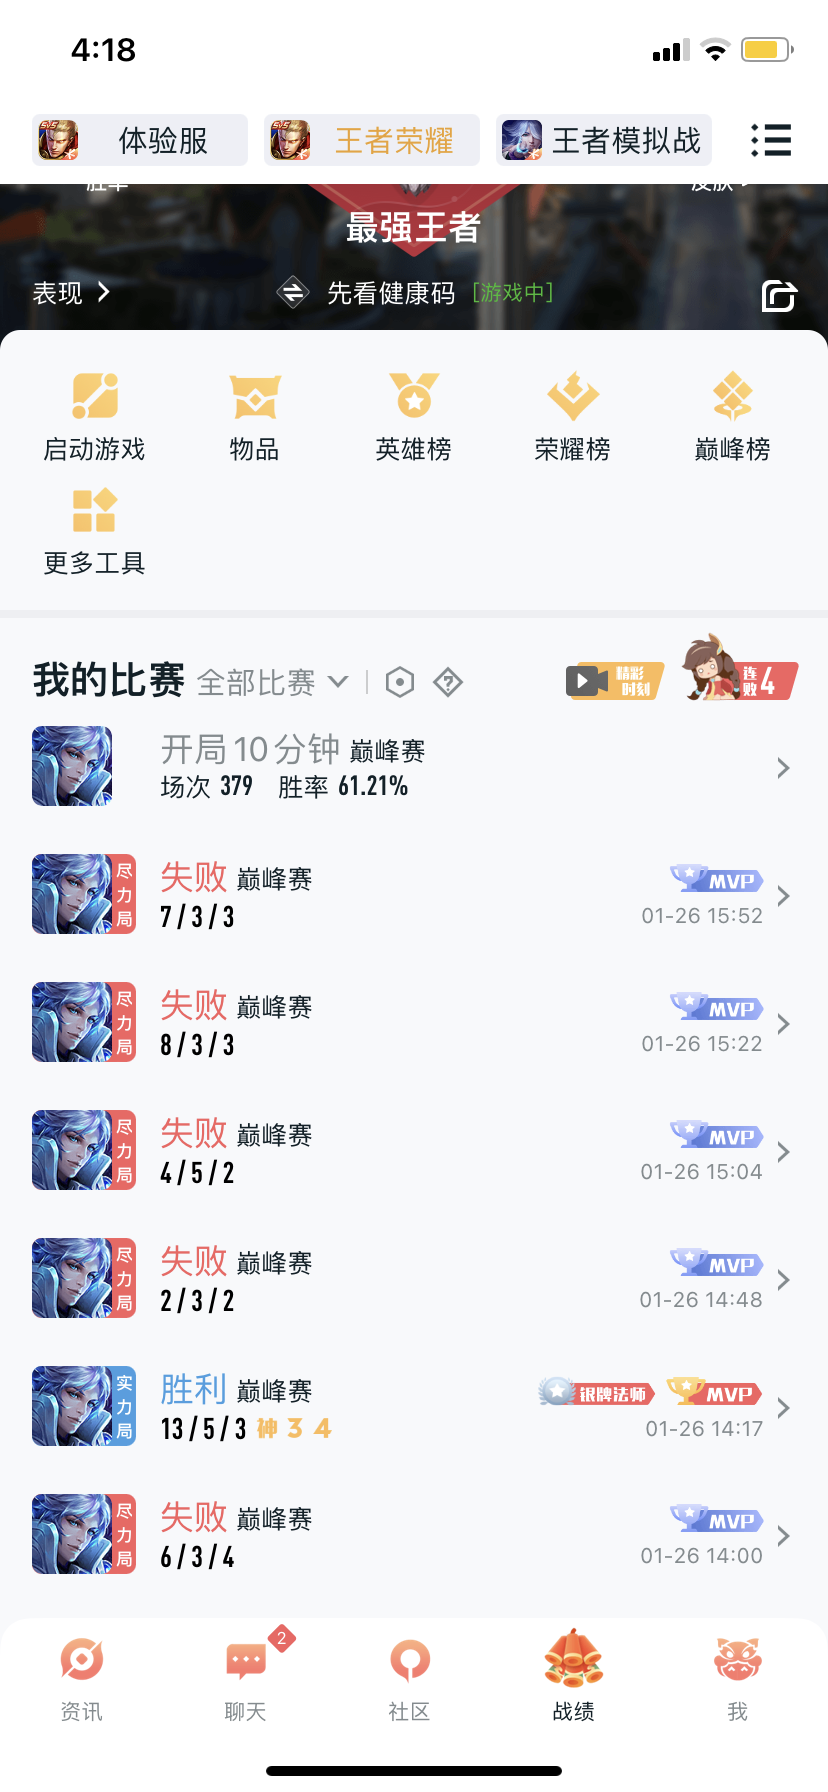 4:18
体验服 王者荣耀 王者模拟战
胜率 皮肤
最强王者
表现 先看健康码 [游戏中]
启动游戏 物品 英雄榜 荣耀榜 巅峰榜
更多工具
我的比赛 全部比赛 精彩时刻 连败4
开局10分钟 巅峰赛
场次 379 胜率 61.21%
尽力局 失败 巅峰赛 MVP
7/3/3 01-26 15:52
尽力局 失败 巅峰赛 MVP
8/3/3 01-26 15:22
尽力局 失败 巅峰赛 MVP
4/5/2 01-26 15:04
尽力局 失败 巅峰赛 MVP
2/3/2 01-26 14:48
实力局 胜利 巅峰赛 银牌法师 MVP
13/5/3 神 3 4 01-26 14:17
尽力局 失败 巅峰赛 MVP
6/3/4 01-26 14:00
2
资讯 聊天 社区 战绩 我